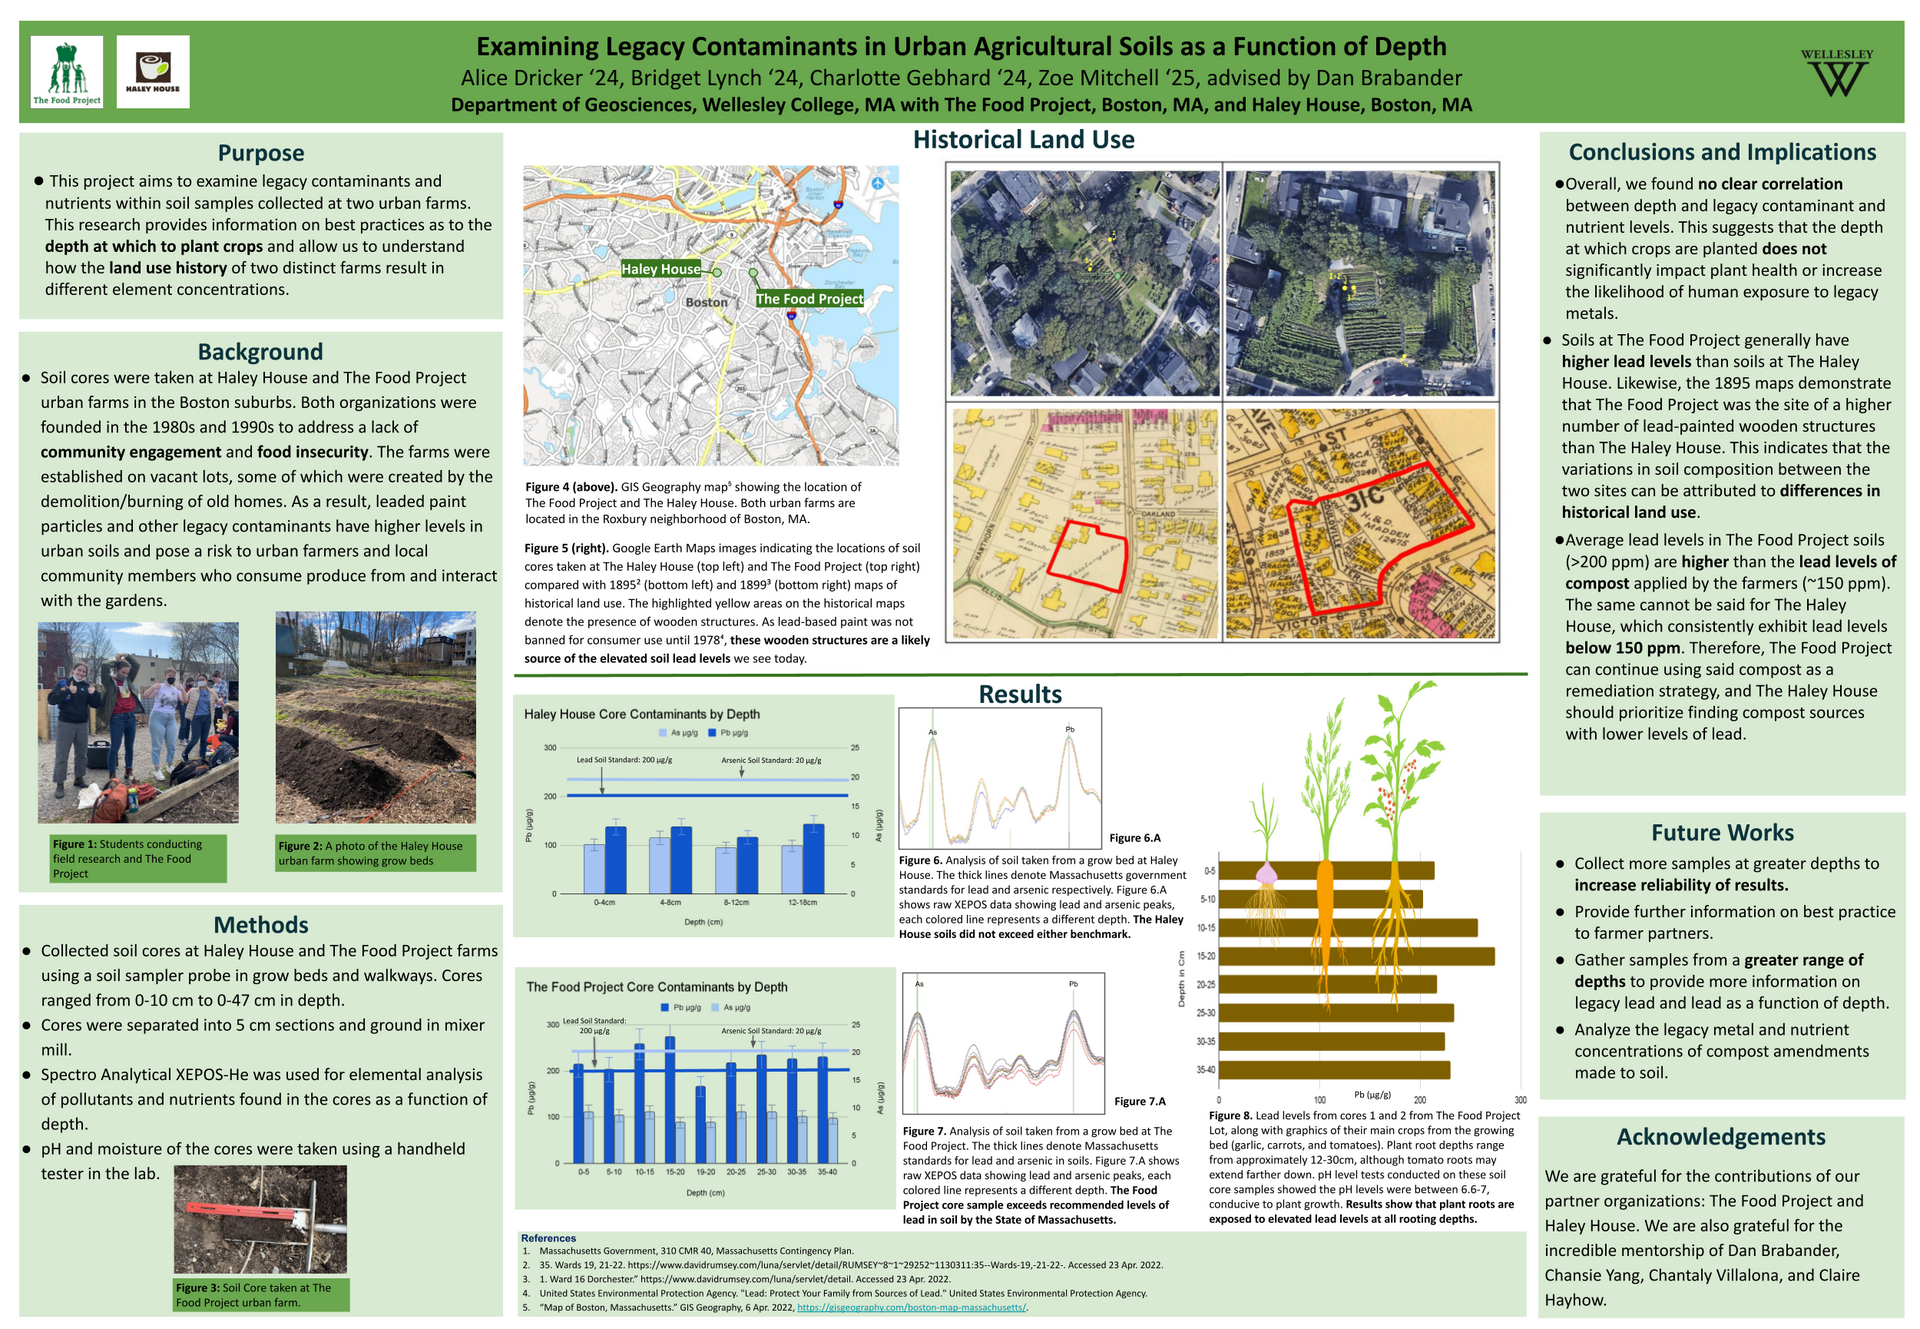 The Food Project
HALEY HOUSE
Examining Legacy Contaminants in Urban Agricultural Soils as a Function of Depth
Alice Dricker ‘24, Bridget Lynch ‘24, Charlotte Gebhard ‘24, Zoe Mitchell ‘25, advised by Dan Brabander
Department of Geosciences, Wellesley College, MA with The Food Project, Boston, MA, and Haley House, Boston, MA
WELLESLEY
W
Purpose
● This project aims to examine legacy contaminants and
nutrients within soil samples collected at two urban farms.
This research provides information on best practices as to the
depth at which to plant crops and allow us to understand
how the land use history of two distinct farms result in
different element concentrations.
Background
● Soil cores were taken at Haley House and The Food Project
urban farms in the Boston suburbs. Both organizations were
founded in the 1980s and 1990s to address a lack of
community engagement and food insecurity. The farms were
established on vacant lots, some of which were created by the
demolition/burning of old homes. As a result, leaded paint
particles and other legacy contaminants have higher levels in
urban soils and pose a risk to urban farmers and local
community members who consume produce from and interact
with the gardens.
Figure 1: Students conducting
field research and The Food
Project
Figure 2: A photo of the Haley House
urban farm showing grow beds
Methods
● Collected soil cores at Haley House and The Food Project farms
using a soil sampler probe in grow beds and walkways. Cores
ranged from 0-10 cm to 0-47 cm in depth.
● Cores were separated into 5 cm sections and ground in mixer
mill.
● Spectro Analytical XEPOS-He was used for elemental analysis
of pollutants and nutrients found in the cores as a function of
depth.
● pH and moisture of the cores were taken using a handheld
tester in the lab.
Figure 3: Soil Core taken at The
Food Project urban farm.
Historical Land Use
Haley House
The Food Project
Boston
Figure 4 (above). GIS Geography map⁵ showing the location of
The Food Project and The Haley House. Both urban farms are
located in the Roxbury neighborhood of Boston, MA.
Figure 5 (right). Google Earth Maps images indicating the locations of soil
cores taken at The Haley House (top left) and The Food Project (top right)
compared with 1895² (bottom left) and 1899³ (bottom right) maps of
historical land use. The highlighted yellow areas on the historical maps
denote the presence of wooden structures. As lead-based paint was not
banned for consumer use until 1978⁴, these wooden structures are a likely
source of the elevated soil lead levels we see today.
OAKLAND
HAWTHORN
ELLIS
AVE
ST
31C
A.& D.
MADDEN
12475
VICTOR
Results
Haley House Core Contaminants by Depth
As µg/g Pb µg/g
Lead Soil Standard: 200 µg/g
Arsenic Soil Standard: 20 µg/g
300
200
100
0
25
20
15
10
5
0
Pb (µg/g)
As (µg/g)
0-4cm 4-8cm 8-12cm 12-18cm
Depth (cm)
As
Pb
Figure 6.A
Figure 6. Analysis of soil taken from a grow bed at Haley
House. The thick lines denote Massachusetts government
standards for lead and arsenic respectively. Figure 6.A
shows raw XEPOS data showing lead and arsenic peaks,
each colored line represents a different depth. The Haley
House soils did not exceed either benchmark.
The Food Project Core Contaminants by Depth
Pb µg/g As µg/g
Lead Soil Standard:
200 µg/g
Arsenic Soil Standard: 20 µg/g
300
200
100
0
25
20
15
10
5
0
Pb (µg/g)
As (µg/g)
0-5 5-10 10-15 15-20 19-20 20-25 25-30 30-35 35-40
Depth (cm)
As
Pb
Figure 7.A
Figure 7. Analysis of soil taken from a grow bed at The
Food Project. The thick lines denote Massachusetts
standards for lead and arsenic in soils. Figure 7.A shows
raw XEPOS data showing lead and arsenic peaks, each
colored line represents a different depth. The Food
Project core sample exceeds recommended levels of
lead in soil by the State of Massachusetts.
Depth in Cm
0-5
5-10
10-15
15-20
20-25
25-30
30-35
35-40
0 100 200 300
Pb (µg/g)
Figure 8. Lead levels from cores 1 and 2 from The Food Project
Lot, along with graphics of their main crops from the growing
bed (garlic, carrots, and tomatoes). Plant root depths range
from approximately 12-30cm, although tomato roots may
extend farther down. pH level tests conducted on these soil
core samples showed the pH levels were between 6.6-7,
conducive to plant growth. Results show that plant roots are
exposed to elevated lead levels at all rooting depths.
References
1. Massachusetts Government, 310 CMR 40, Massachusetts Contingency Plan.
2. 35. Wards 19, 21-22. https://www.davidrumsey.com/luna/servlet/detail/RUMSEY~8~1~29252~1130311:35--Wards-19,-21-22-. Accessed 23 Apr. 2022.
3. 1. Ward 16 Dorchester.” https://www.davidrumsey.com/luna/servlet/detail. Accessed 23 Apr. 2022.
4. United States Environmental Protection Agency. "Lead: Protect Your Family from Sources of Lead." United States Environmental Protection Agency.
5. “Map of Boston, Massachusetts.” GIS Geography, 6 Apr. 2022, https://gisgeography.com/boston-map-massachusetts/.
Conclusions and Implications
●Overall, we found no clear correlation
between depth and legacy contaminant and
nutrient levels. This suggests that the depth
at which crops are planted does not
significantly impact plant health or increase
the likelihood of human exposure to legacy
metals.
● Soils at The Food Project generally have
higher lead levels than soils at The Haley
House. Likewise, the 1895 maps demonstrate
that The Food Project was the site of a higher
number of lead-painted wooden structures
than The Haley House. This indicates that the
variations in soil composition between the
two sites can be attributed to differences in
historical land use.
●Average lead levels in The Food Project soils
(>200 ppm) are higher than the lead levels of
compost applied by the farmers (~150 ppm).
The same cannot be said for The Haley
House, which consistently exhibit lead levels
below 150 ppm. Therefore, The Food Project
can continue using said compost as a
remediation strategy, and The Haley House
should prioritize finding compost sources
with lower levels of lead.
Future Works
● Collect more samples at greater depths to
increase reliability of results.
● Provide further information on best practice
to farmer partners.
● Gather samples from a greater range of
depths to provide more information on
legacy lead and lead as a function of depth.
● Analyze the legacy metal and nutrient
concentrations of compost amendments
made to soil.
Acknowledgements
We are grateful for the contributions of our
partner organizations: The Food Project and
Haley House. We are also grateful for the
incredible mentorship of Dan Brabander,
Chansie Yang, Chantaly Villalona, and Claire
Hayhow.